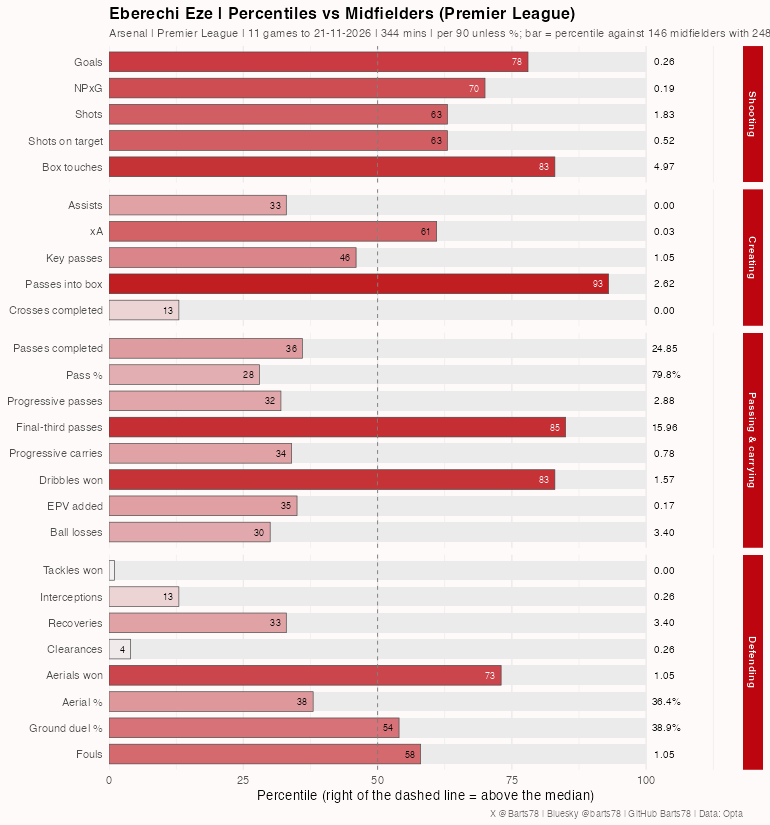 Eberechi Eze | Percentiles vs Midfielders (Premier League)
Arsenal | Premier League | 11 games to 21-11-2026 | 344 mins | per 90 unless %; bar = percentile against 146 midfielders with 248
Goals 78 0.26
NPxG 70 0.19
Shots 63 1.83
Shots on target 63 0.52
Box touches 83 4.97
Shooting
Assists 33 0.00
xA 61 0.03
Key passes 46 1.05
Passes into box 93 2.62
Crosses completed 13 0.00
Creating
Passes completed 36 24.85
Pass % 28 79.8%
Progressive passes 32 2.88
Final-third passes 85 15.96
Progressive carries 34 0.78
Dribbles won 83 1.57
EPV added 35 0.17
Ball losses 30 3.40
Passing & carrying
Tackles won 0.00
Interceptions 13 0.26
Recoveries 33 3.40
Clearances 4 0.26
Aerials won 73 1.05
Aerial % 38 36.4%
Ground duel % 54 38.9%
Fouls 58 1.05
Defending
0 25 50 75 100
Percentile (right of the dashed line = above the median)
X @Barts78 | Bluesky @barts78 | GitHub Barts78 | Data: Opta